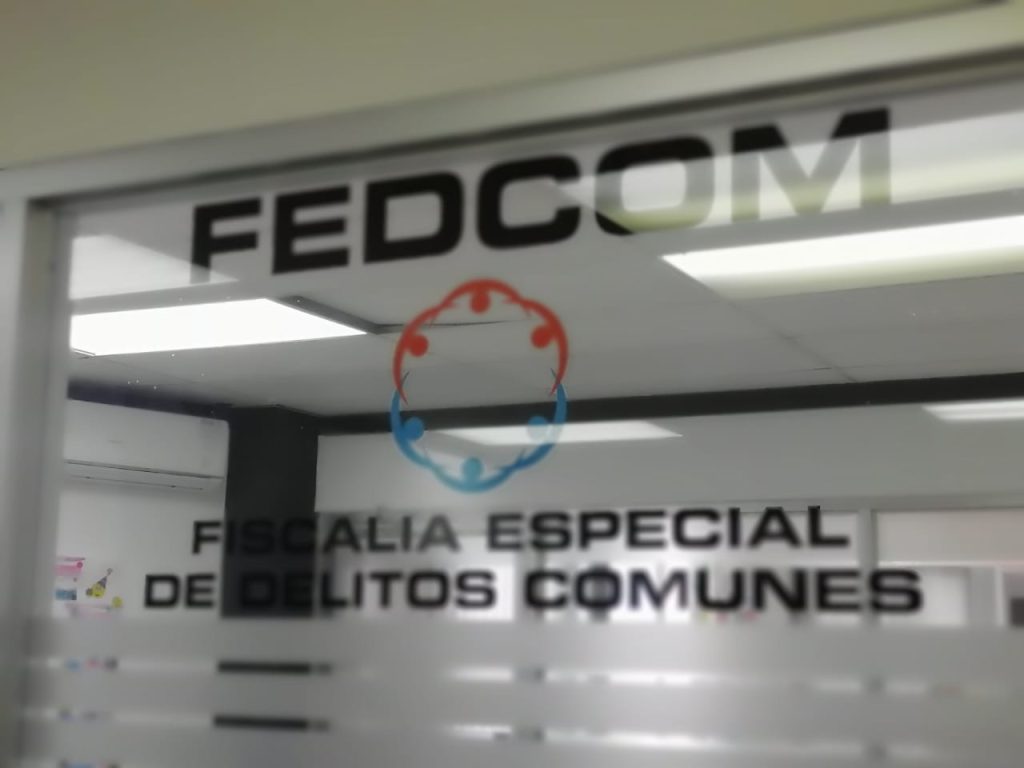 FEDCOM
FISCALIA ESPECIAL
DE DELITOS COMUNES